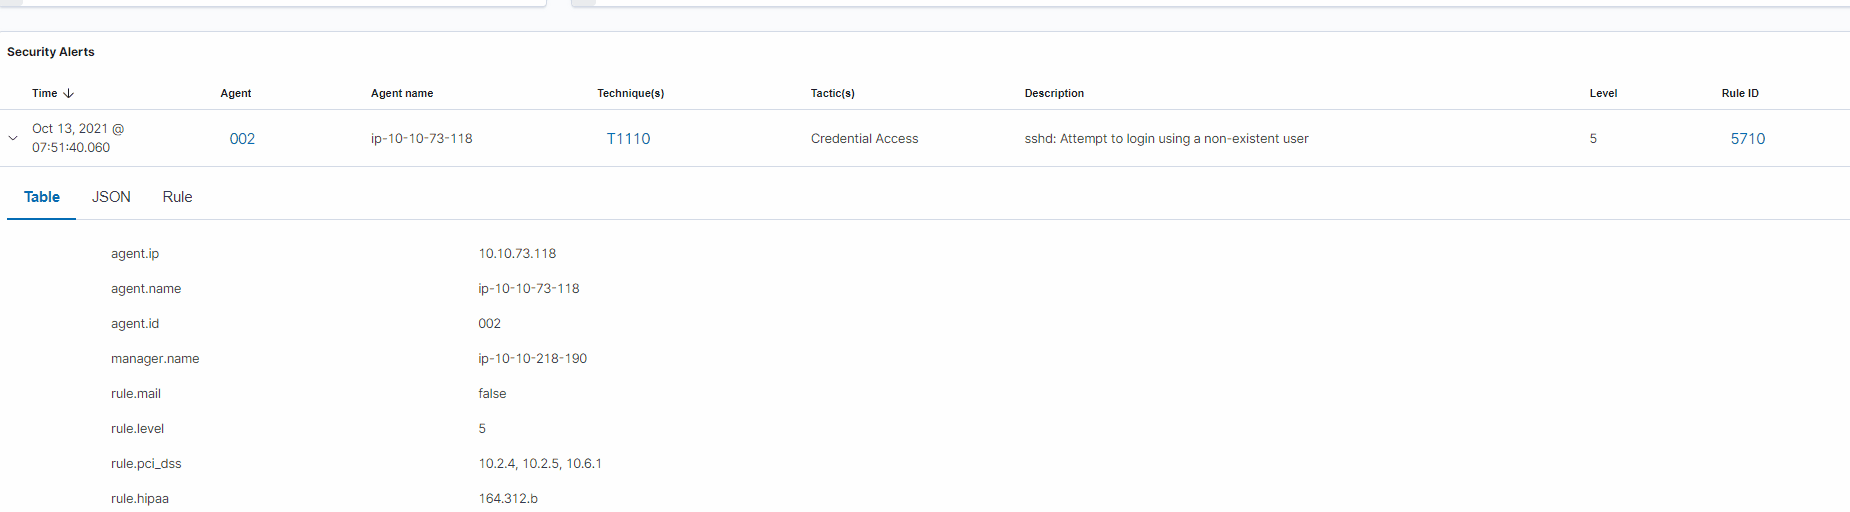 Security Alerts
Time Agent Agent name Technique(s) Tactic(s) Description Level Rule ID
Oct 13, 2021 @
07:51:40.060 002 ip-10-10-73-118 T1110 Credential Access sshd: Attempt to login using a non-existent user 5 5710
Table JSON Rule
agent.ip 10.10.73.118
agent.name ip-10-10-73-118
agent.id 002
manager.name ip-10-10-218-190
rule.mail false
rule.level 5
rule.pci_dss 10.2.4, 10.2.5, 10.6.1
rule.hipaa 164.312.b